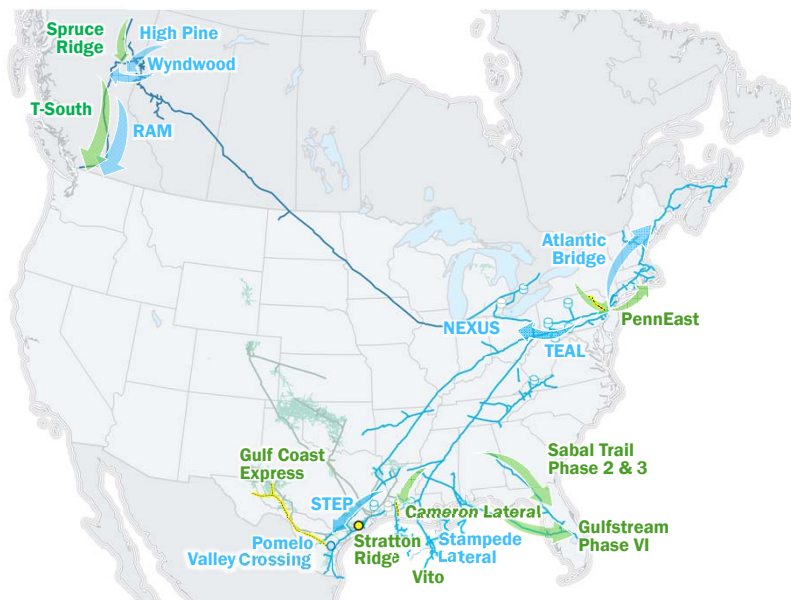 Spruce
Ridge
High Pine
Wyndwood
T-South
RAM
Atlantic
Bridge
NEXUS
PennEast
TEAL
Gulf Coast
Express
Sabal Trail
Phase 2 & 3
STEP
Cameron Lateral
Gulfstream
Phase VI
Pomelo
Valley Crossing
Stratton
Ridge
Stampede
Lateral
Vito